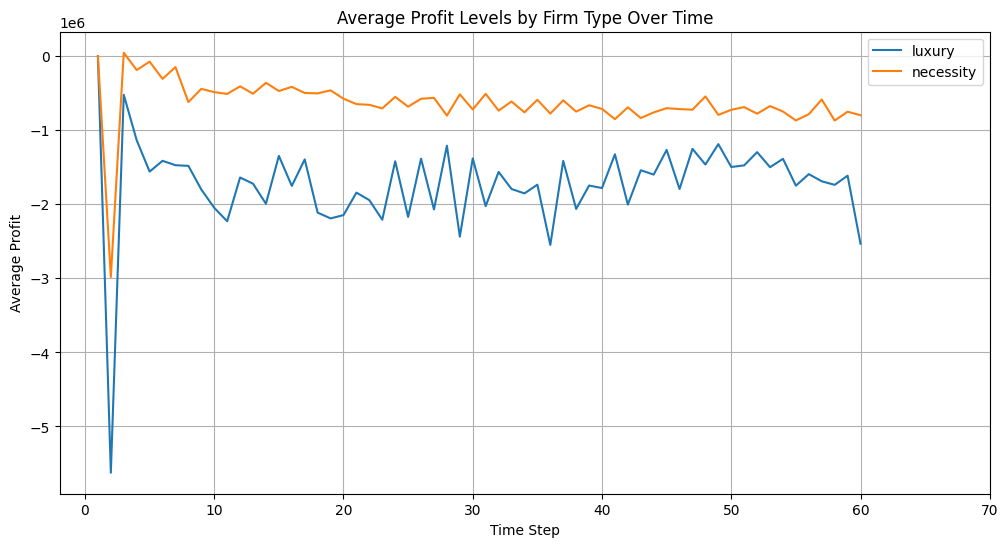 Average Profit Levels by Firm Type Over Time
1e6
luxury
necessity
0
−1
−2
−3
−4
−5
Average Profit
0 10 20 30 40 50 60 70
Time Step